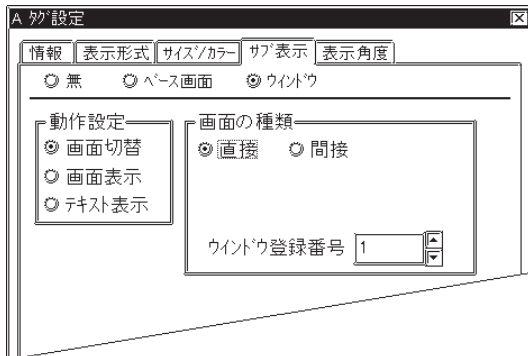 A ﾀｸﾞ設定
情報 表示形式 ｻｲｽﾞ/ｶﾗｰ ｻﾌﾞ表示 表示角度
無 ﾍﾞｰｽ画面 ｳｨﾝﾄﾞｳ
動作設定
画面切替
画面表示
ﾃｷｽﾄ表示
画面の種類
直接 間接
ｳｲﾝﾄﾞｳ登録番号 1